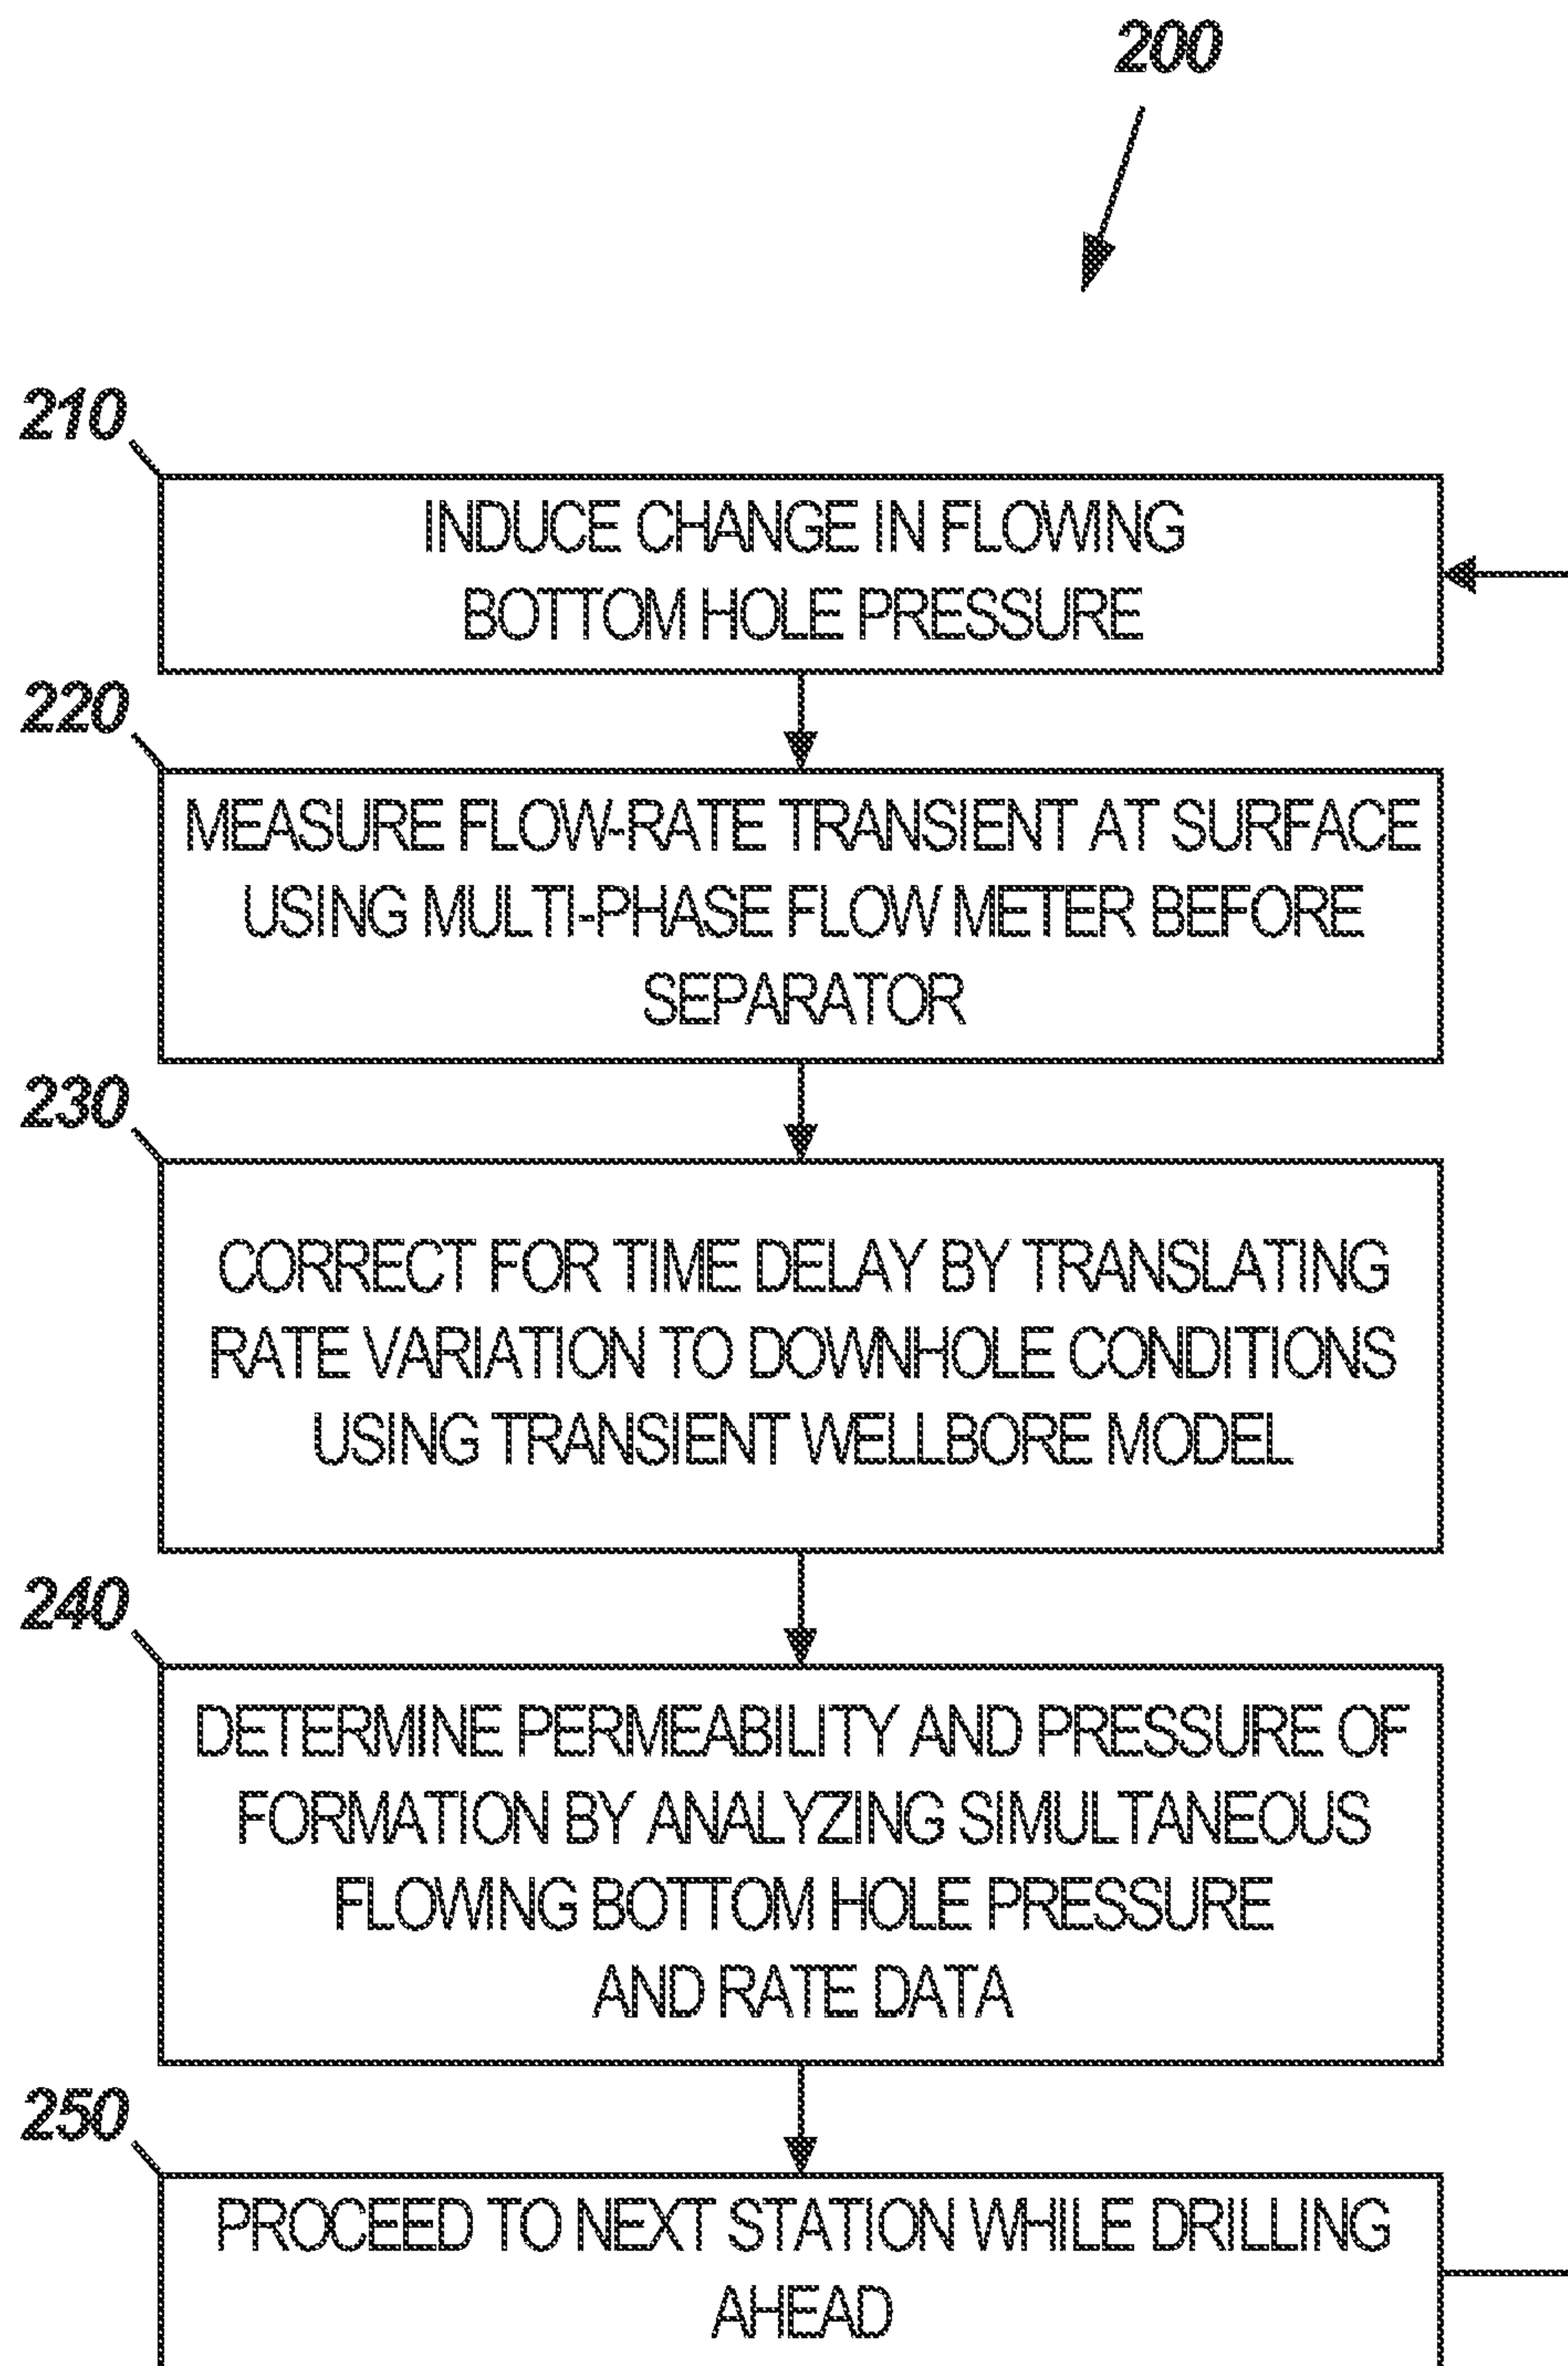 200
210
INDUCE CHANGE IN FLOWING
BOTTOM HOLE PRESSURE
220
MEASURE FLOW-RATE TRANSIENT AT SURFACE
USING MULTI-PHASE FLOW METER BEFORE
SEPARATOR
230
CORRECT FOR TIME DELAY BY TRANSLATING
RATE VARIATION TO DOWNHOLE CONDITIONS
USING TRANSIENT WELLBORE MODEL
240
DETERMINE PERMEABILITY AND PRESSURE OF
FORMATION BY ANALYZING SIMULTANEOUS
FLOWING BOTTOM HOLE PRESSURE
AND RATE DATA
250
PROCEED TO NEXT STATION WHILE DRILLING
AHEAD